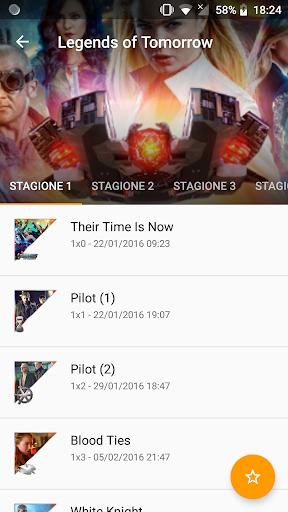 58% 18:24
Legends of Tomorrow
STAGIONE 1 STAGIONE 2 STAGIONE 3 STAGIO
Their Time Is Now
1x0 - 22/01/2016 09:23
Pilot (1)
1x1 - 22/01/2016 19:07
Pilot (2)
1x2 - 29/01/2016 18:47
Blood Ties
1x3 - 05/02/2016 21:47
White Knight